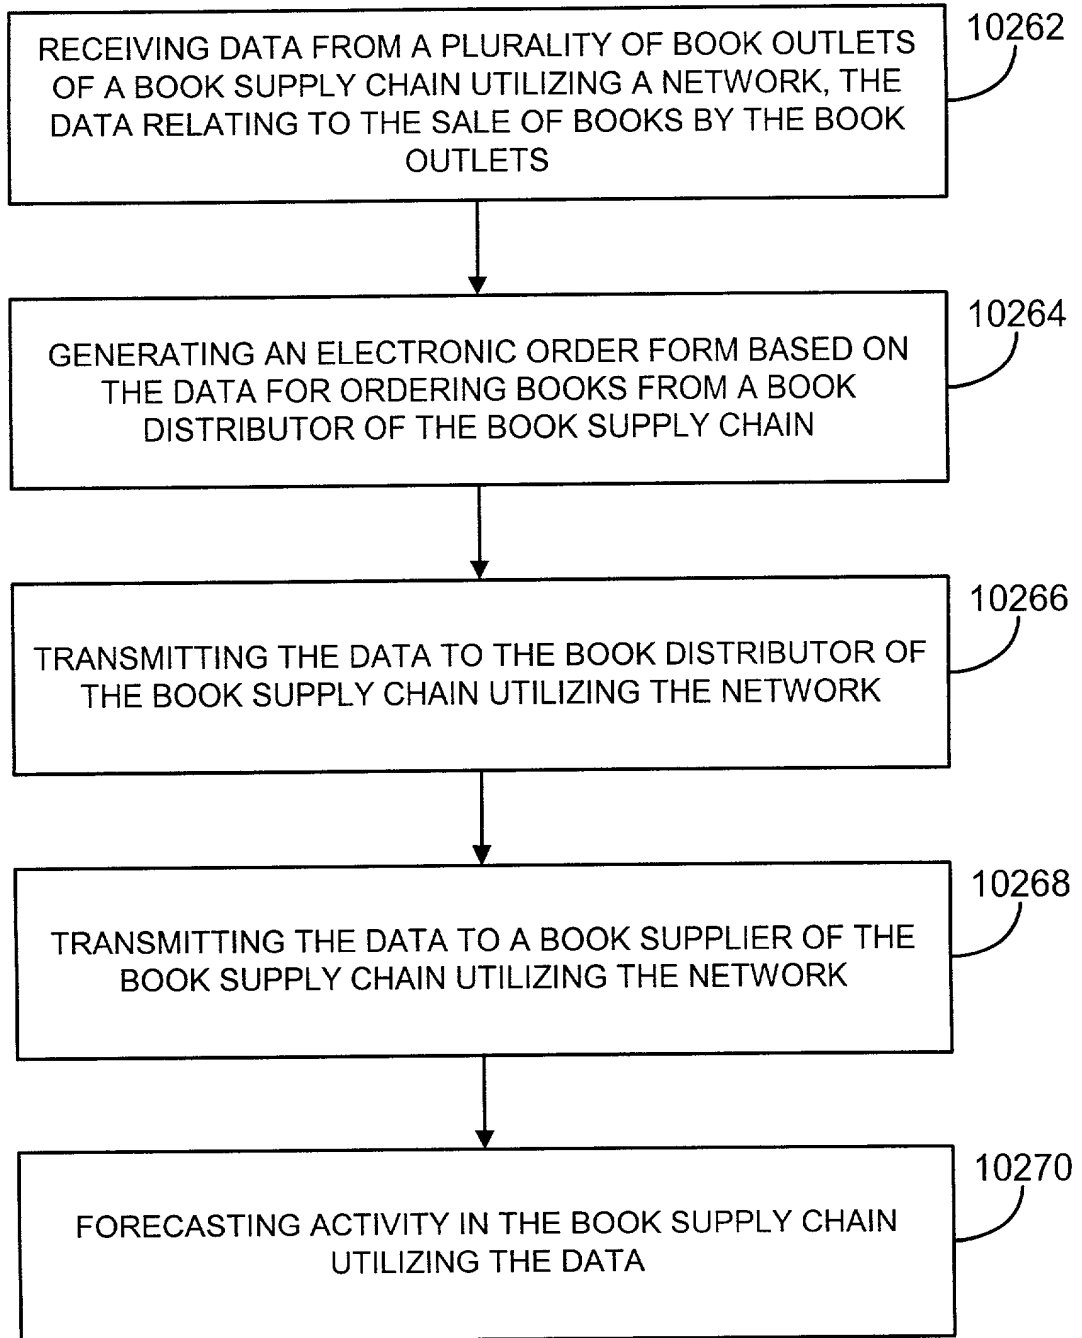 10262
RECEIVING DATA FROM A PLURALITY OF BOOK OUTLETS
OF A BOOK SUPPLY CHAIN UTILIZING A NETWORK, THE
DATA RELATING TO THE SALE OF BOOKS BY THE BOOK
OUTLETS
10264
GENERATING AN ELECTRONIC ORDER FORM BASED ON
THE DATA FOR ORDERING BOOKS FROM A BOOK
DISTRIBUTOR OF THE BOOK SUPPLY CHAIN
10266
TRANSMITTING THE DATA TO THE BOOK DISTRIBUTOR OF
THE BOOK SUPPLY CHAIN UTILIZING THE NETWORK
10268
TRANSMITTING THE DATA TO A BOOK SUPPLIER OF THE
BOOK SUPPLY CHAIN UTILIZING THE NETWORK
10270
FORECASTING ACTIVITY IN THE BOOK SUPPLY CHAIN
UTILIZING THE DATA